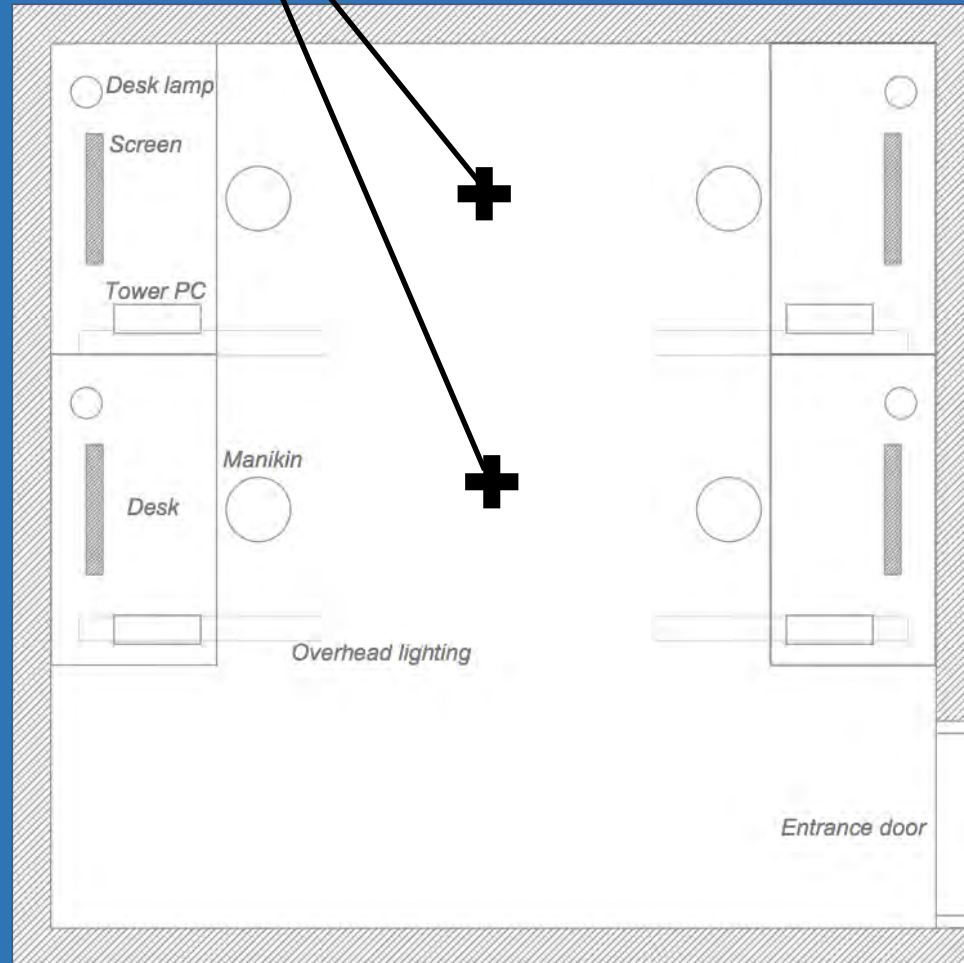 Desk lamp
Screen
Tower PC
Manikin
Desk
Overhead lighting
Entrance door